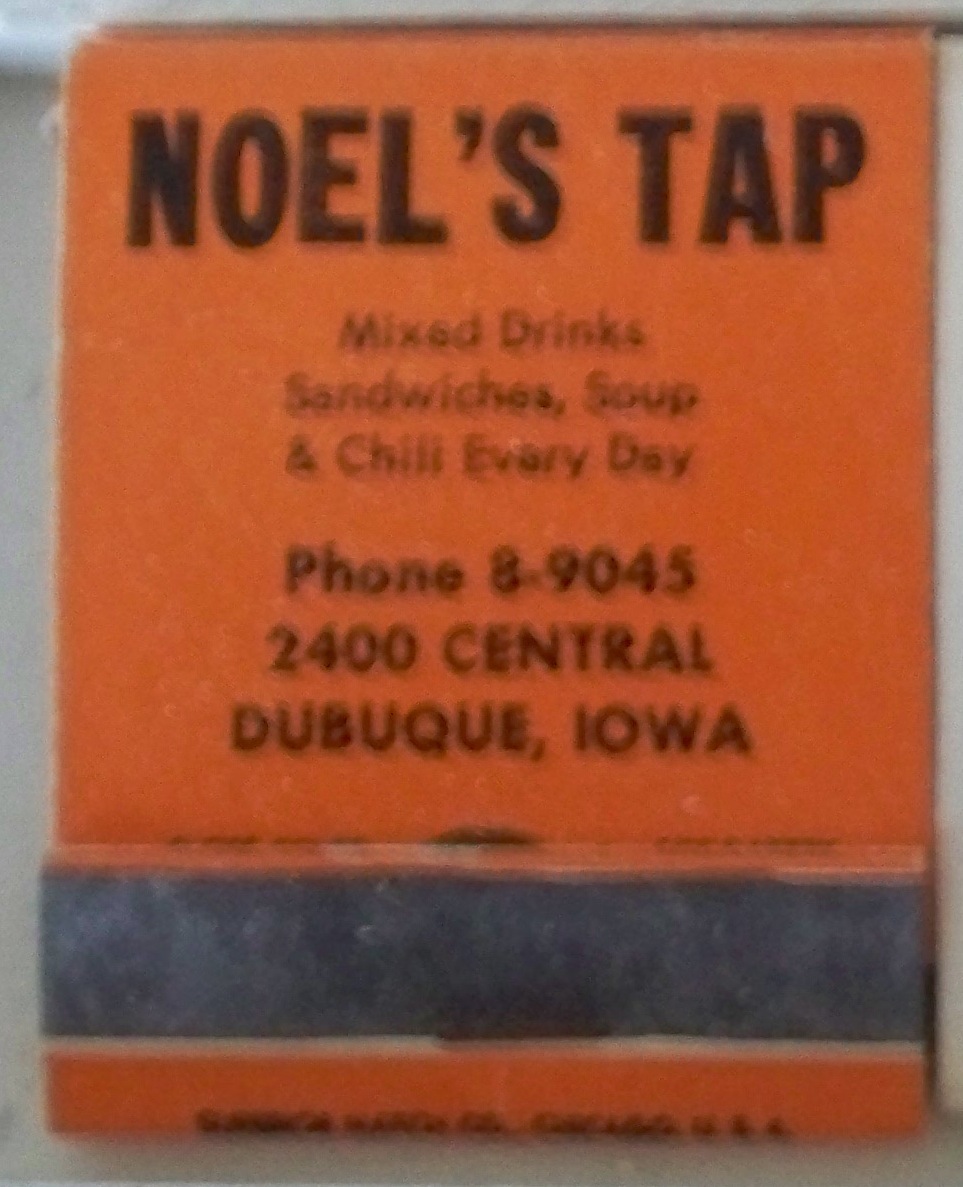 NOEL'S TAP
Mixed Drinks
Sandwiches, Soup
& Chili Every Day
Phone 8-9045
2400 CENTRAL
DUBUQUE, IOWA
SUPERIOR MATCH CO., CHICAGO, U.S.A.